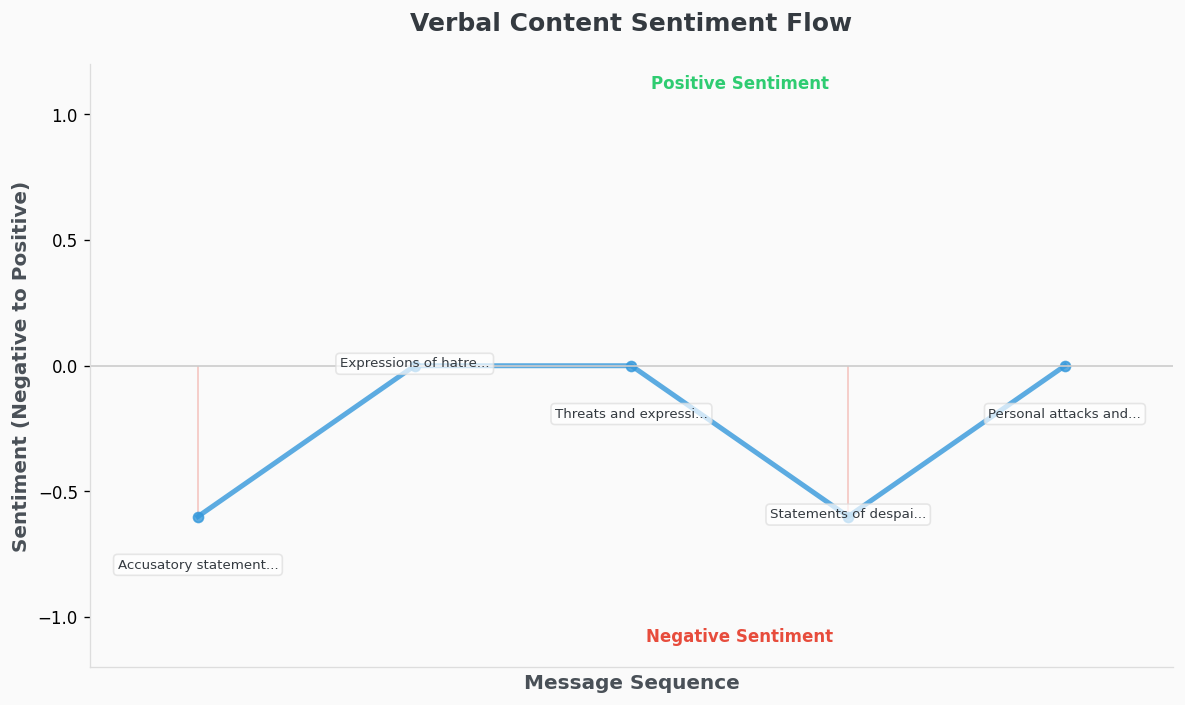 Verbal Content Sentiment Flow
Positive Sentiment
1.0
0.5
0.0
−0.5
−1.0
Sentiment (Negative to Positive)
Expressions of hatre...
Threats and expressi...
Personal attacks and...
Statements of despai...
Accusatory statement...
Negative Sentiment
Message Sequence